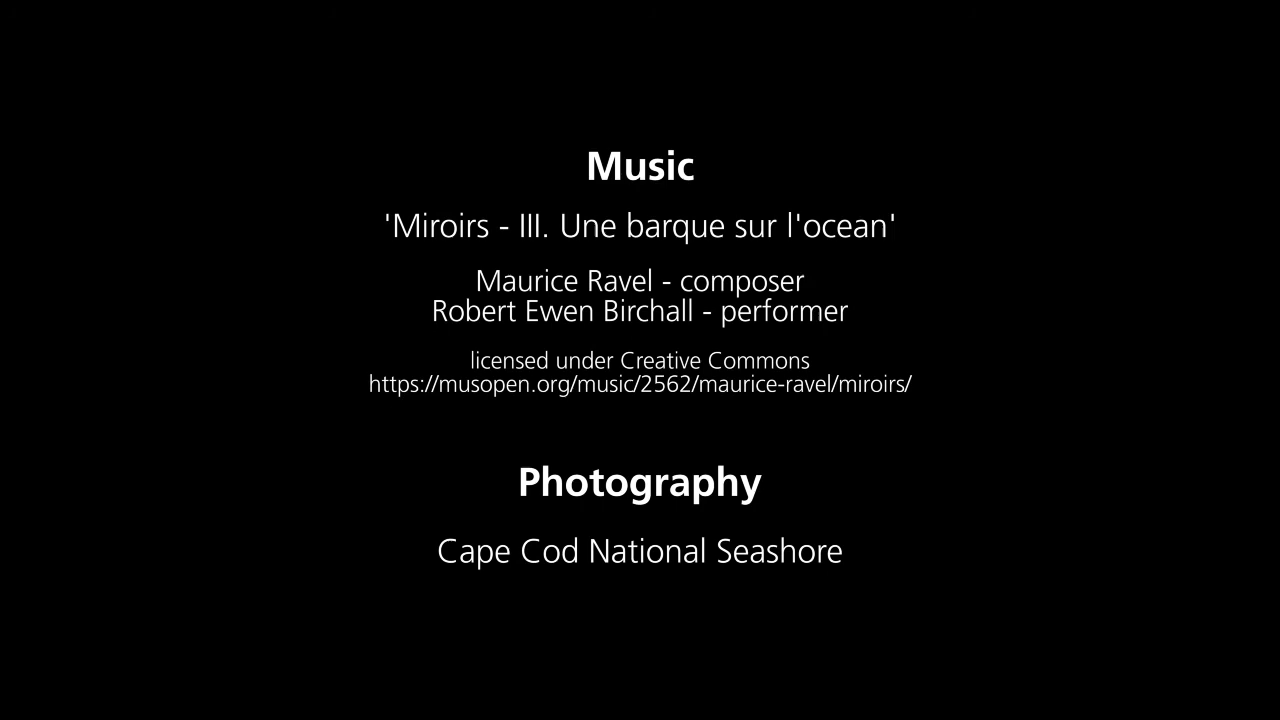 Music
'Miroirs - III. Une barque sur l'ocean'
Maurice Ravel - composer
Robert Ewen Birchall - performer
licensed under Creative Commons
https://musopen.org/music/2562/maurice-ravel/miroirs/
Photography
Cape Cod National Seashore